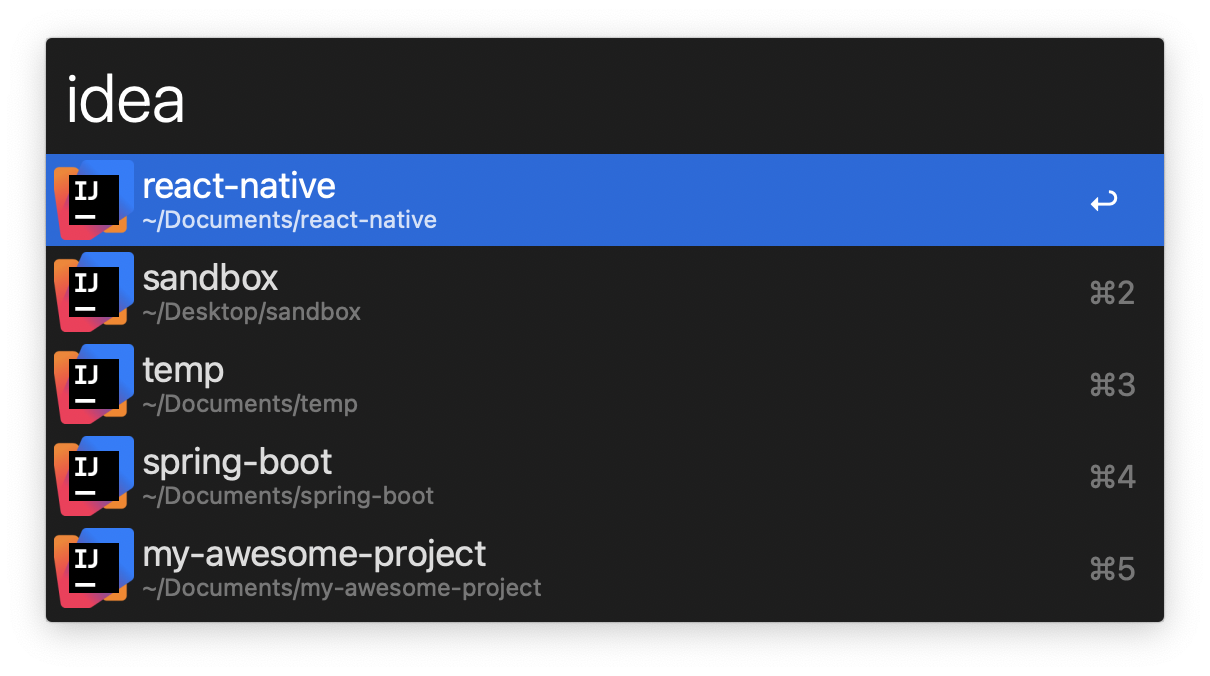 idea
IJ
react-native
~/Documents/react-native
IJ
sandbox
~/Desktop/sandbox
⌘2
IJ
temp
~/Documents/temp
⌘3
IJ
spring-boot
~/Documents/spring-boot
⌘4
IJ
my-awesome-project
~/Documents/my-awesome-project
⌘5